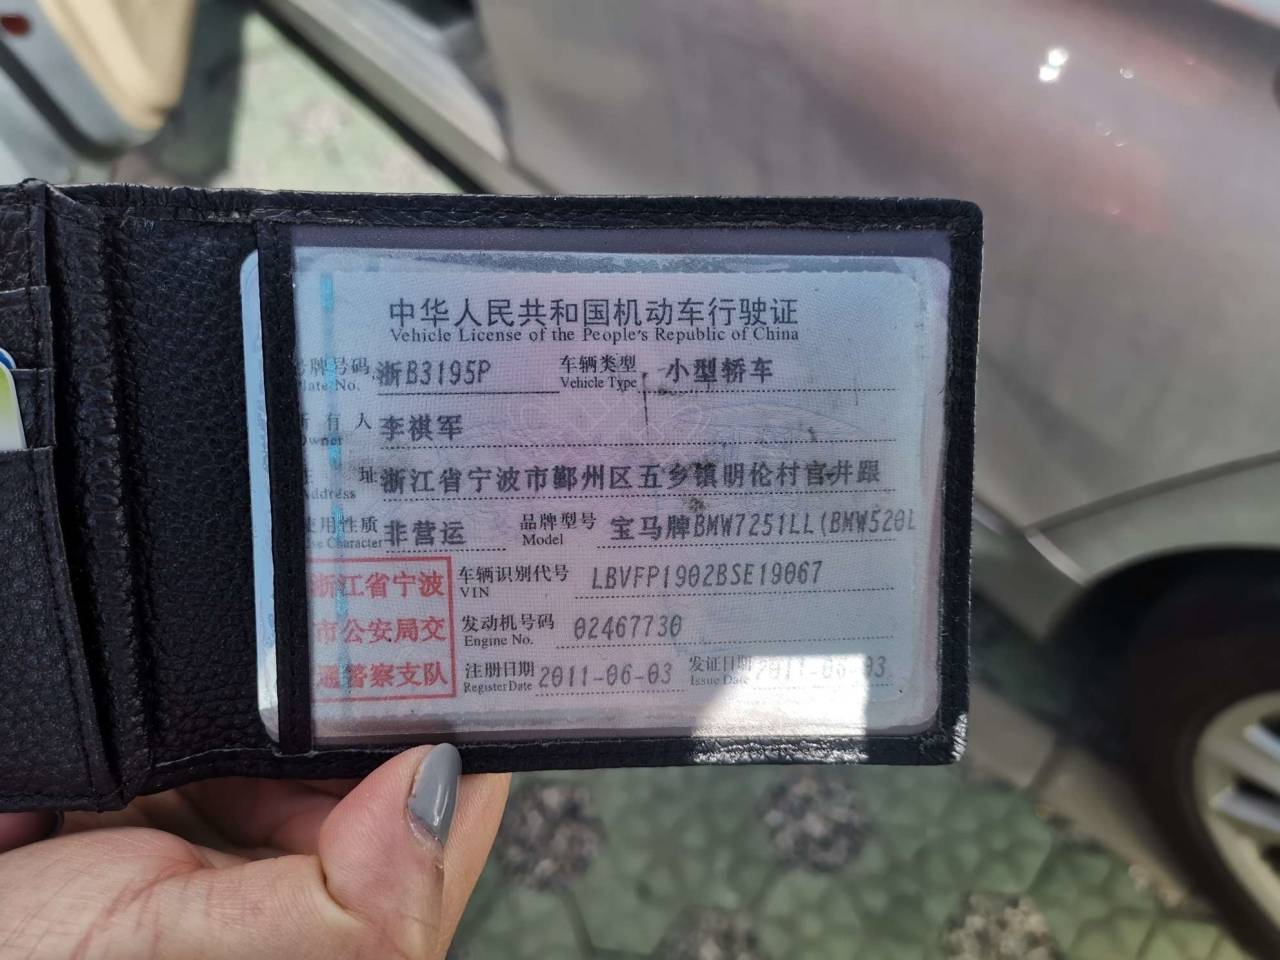 中华人民共和国机动车行驶证
Vehicle License of the People's Republic of China
号牌号码 浙B3195P 车辆类型 小型轿车
Plate No. Vehicle Type
所有人 李祺军
Owner
住址 浙江省宁波市鄞州区五乡镇明伦村官井跟
Address
使用性质 非营运 品牌型号 宝马牌BMW7251LL(BMW520L
Use Character Model
浙江省宁波
市公安局交
通警察支队
车辆识别代号 LBVFP1902BSE19067
VIN
发动机号码 02467730
Engine No.
注册日期 2011-06-03 发证日期 2011-06-03
Register Date Issue Date